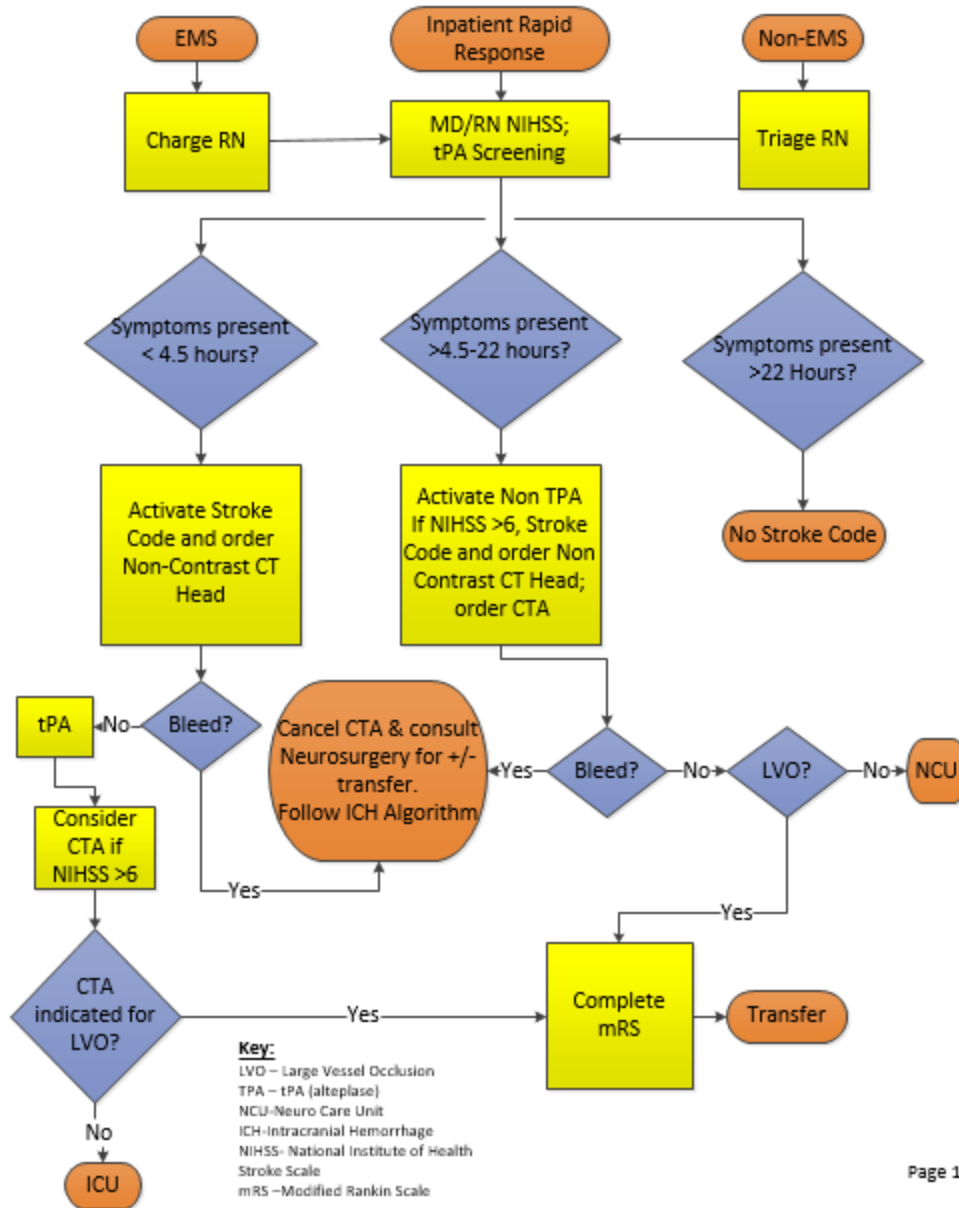 EMS
Inpatient Rapid
Response
Non-EMS
Charge RN
MD/RN NIHSS;
tPA Screening
Triage RN
Symptoms present
< 4.5 hours?
Symptoms present
>4.5-22 hours?
Symptoms present
>22 Hours?
Activate Stroke
Code and order
Non-Contrast CT
Head
Activate Non TPA
If NIHSS >6, Stroke
Code and order Non
Contrast CT Head;
order CTA
No Stroke Code
tPA
No
Bleed?
Cancel CTA & consult
Neurosurgery for +/-
transfer.
Follow ICH Algorithm
Yes
Bleed?
No
LVO?
No
NCU
Consider
CTA if
NIHSS >6
Yes
Yes
CTA
indicated for
LVO?
Yes
Complete
mRS
Transfer
No
ICU
Key:
LVO – Large Vessel Occlusion
TPA – tPA (alteplase)
NCU-Neuro Care Unit
ICH-Intracranial Hemorrhage
NIHSS- National Institute of Health
Stroke Scale
mRS –Modified Rankin Scale
Page 1